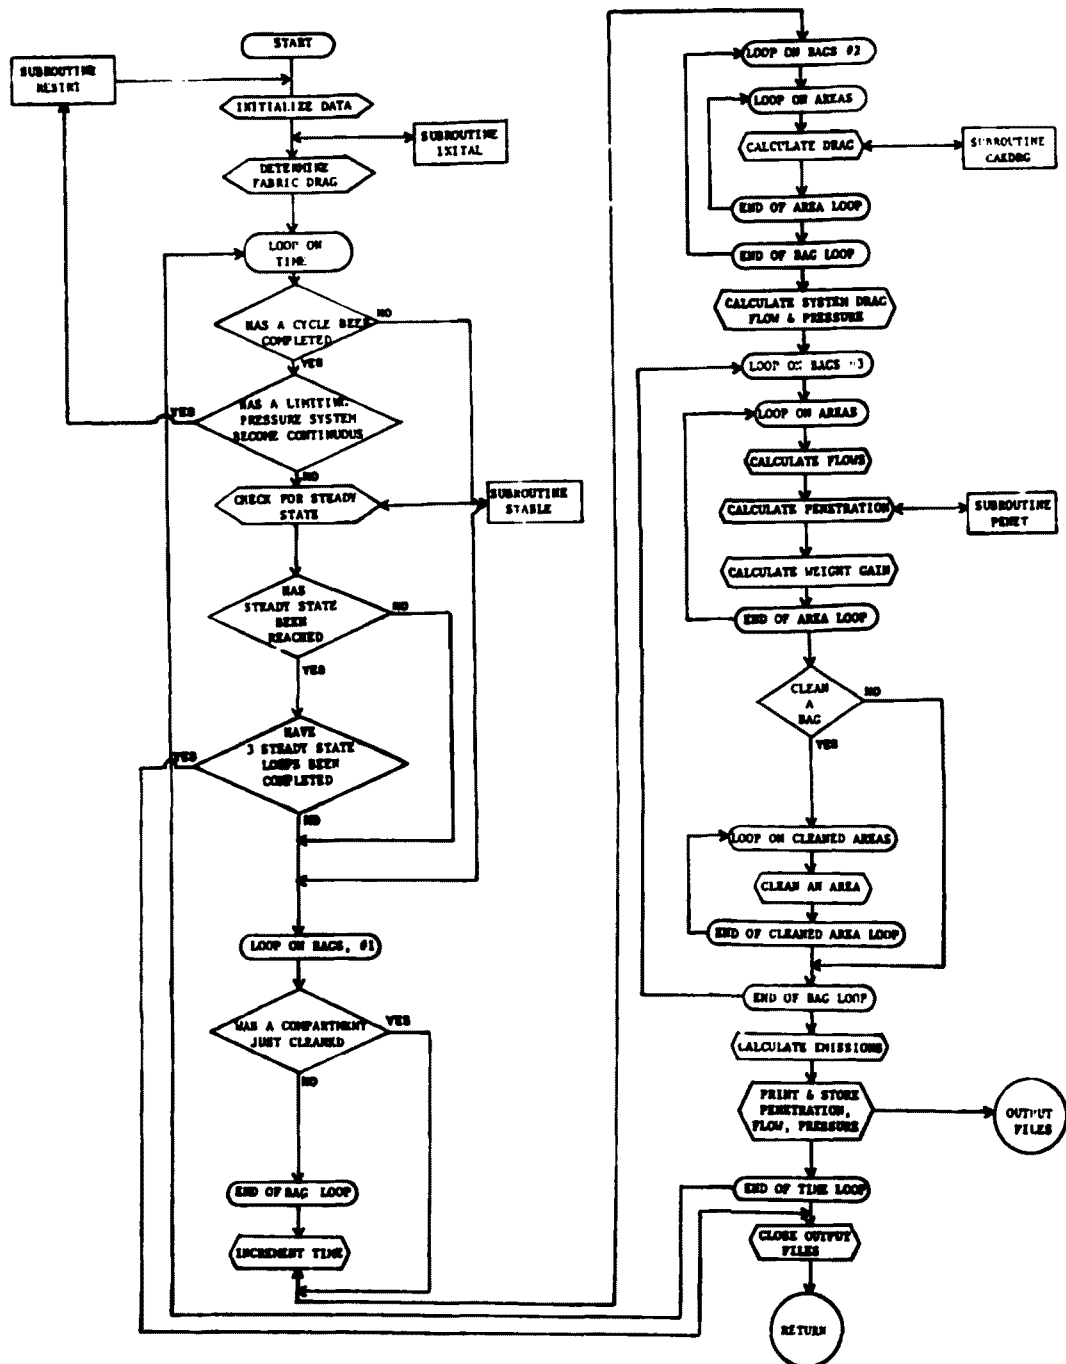 START
SUBROUTINE
RESTRT
INITIALIZE DATA
SUBROUTINE
INITAL
DETERMINE
FABRIC DRAG
LOOP ON
TIME
HAS A CYCLE BEEN
COMPLETED
NO
YES
HAS A LIMITING
PRESSURE SYSTEM
BECOME CONTINUOUS
YES
NO
CHECK FOR STEADY
STATE
SUBROUTINE
STABLE
HAS
STEADY STATE
BEEN
REACHED
NO
YES
HAVE
3 STEADY STATE
LOOPS BEEN
COMPLETED
YES
NO
LOOP ON BAGS, #1
WAS A COMPARTMENT
JUST CLEANED
YES
NO
END OF BAG LOOP
INCREMENT TIME
LOOP ON BAGS #2
LOOP ON AREAS
CALCULATE DRAG
SUBROUTINE
CAKDRG
END OF AREA LOOP
END OF BAG LOOP
CALCULATE SYSTEM DRAG
FLOW & PRESSURE
LOOP ON BAGS #3
LOOP ON AREAS
CALCULATE FLOWS
CALCULATE PENETRATION
SUBROUTINE
PENET
CALCULATE WEIGHT GAIN
END OF AREA LOOP
CLEAN
A
BAG
NO
YES
LOOP ON CLEANED AREAS
CLEAN AN AREA
END OF CLEANED AREA LOOP
END OF BAG LOOP
CALCULATE EMISSIONS
PRINT & STORE
PENETRATION,
FLOW, PRESSURE
OUTPUT
FILES
END OF TIME LOOP
CLOSE OUTPUT
FILES
RETURN